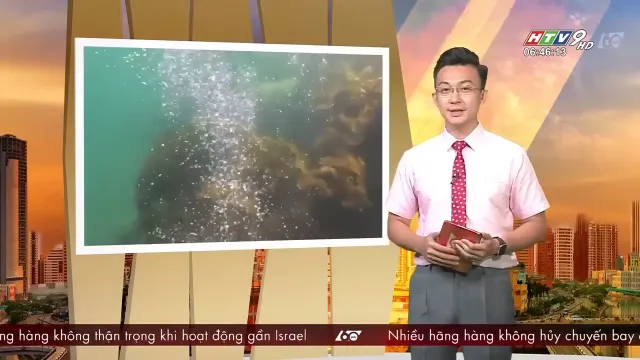 HTV9 HD
06:46:13
ng hàng không thận trọng khi hoạt động gần Israel
Nhiều hãng hàng không hủy chuyến bay